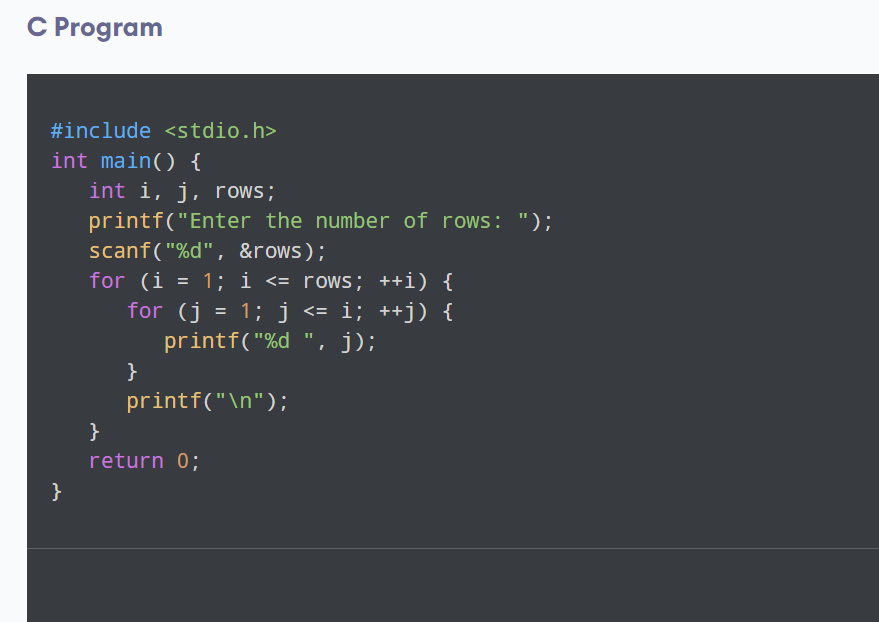 C Program
#include <stdio.h>
int main() {
   int i, j, rows;
   printf("Enter the number of rows: ");
   scanf("%d", &rows);
   for (i = 1; i <= rows; ++i) {
      for (j = 1; j <= i; ++j) {
         printf("%d ", j);
      }
      printf("\n");
   }
   return 0;
}